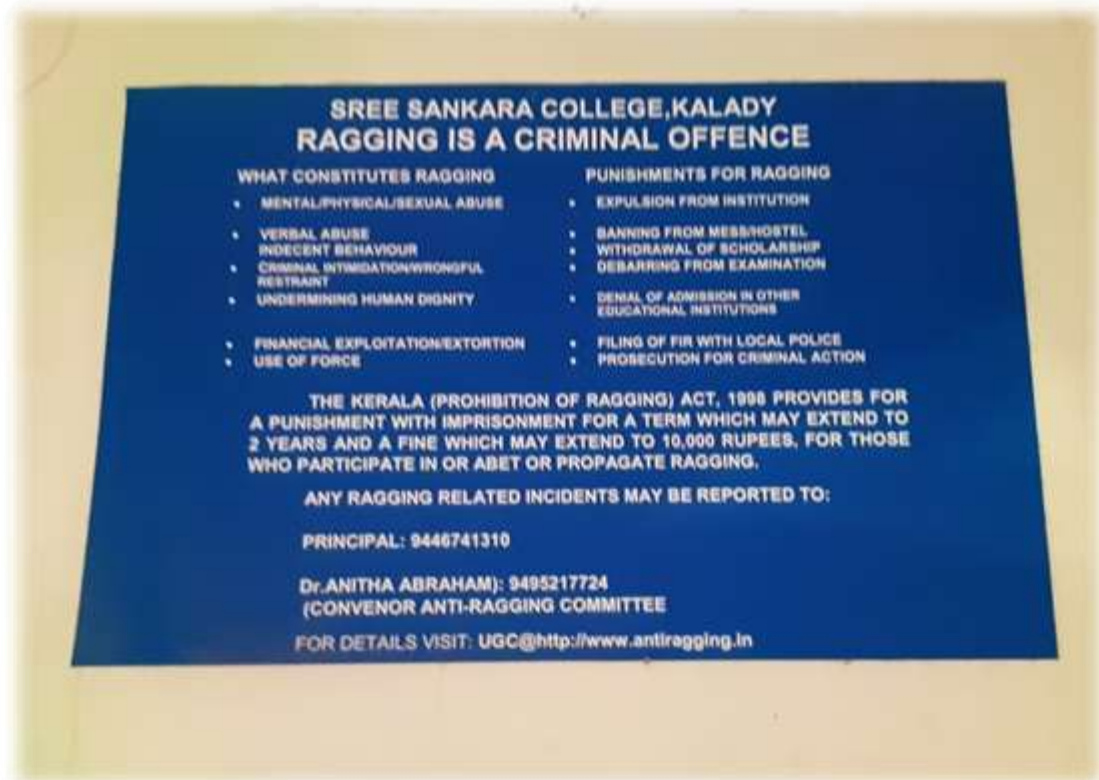 SREE SANKARA COLLEGE,KALADY
RAGGING IS A CRIMINAL OFFENCE
WHAT CONSTITUTES RAGGING
• MENTAL/PHYSICAL/SEXUAL ABUSE
• VERBAL ABUSE
INDECENT BEHAVIOUR
• CRIMINAL INTIMIDATION/WRONGFUL
RESTRAINT
• UNDERMINING HUMAN DIGNITY
• FINANCIAL EXPLOITATION/EXTORTION
• USE OF FORCE
PUNISHMENTS FOR RAGGING
• EXPULSION FROM INSTITUTION
• BANNING FROM MESS/HOSTEL
• WITHDRAWAL OF SCHOLARSHIP
• DEBARRING FROM EXAMINATION
• DENIAL OF ADMISSION IN OTHER
EDUCATIONAL INSTITUTIONS
• FILING OF FIR WITH LOCAL POLICE
• PROSECUTION FOR CRIMINAL ACTION
THE KERALA (PROHIBITION OF RAGGING) ACT, 1998 PROVIDES FOR
A PUNISHMENT WITH IMPRISONMENT FOR A TERM WHICH MAY EXTEND TO
2 YEARS AND A FINE WHICH MAY EXTEND TO 10,000 RUPEES, FOR THOSE
WHO PARTICIPATE IN OR ABET OR PROPAGATE RAGGING.
ANY RAGGING RELATED INCIDENTS MAY BE REPORTED TO:
PRINCIPAL: 9446741310
Dr.ANITHA ABRAHAM): 9495217724
(CONVENOR ANTI-RAGGING COMMITTEE
FOR DETAILS VISIT: UGC@http://www.antiragging.in